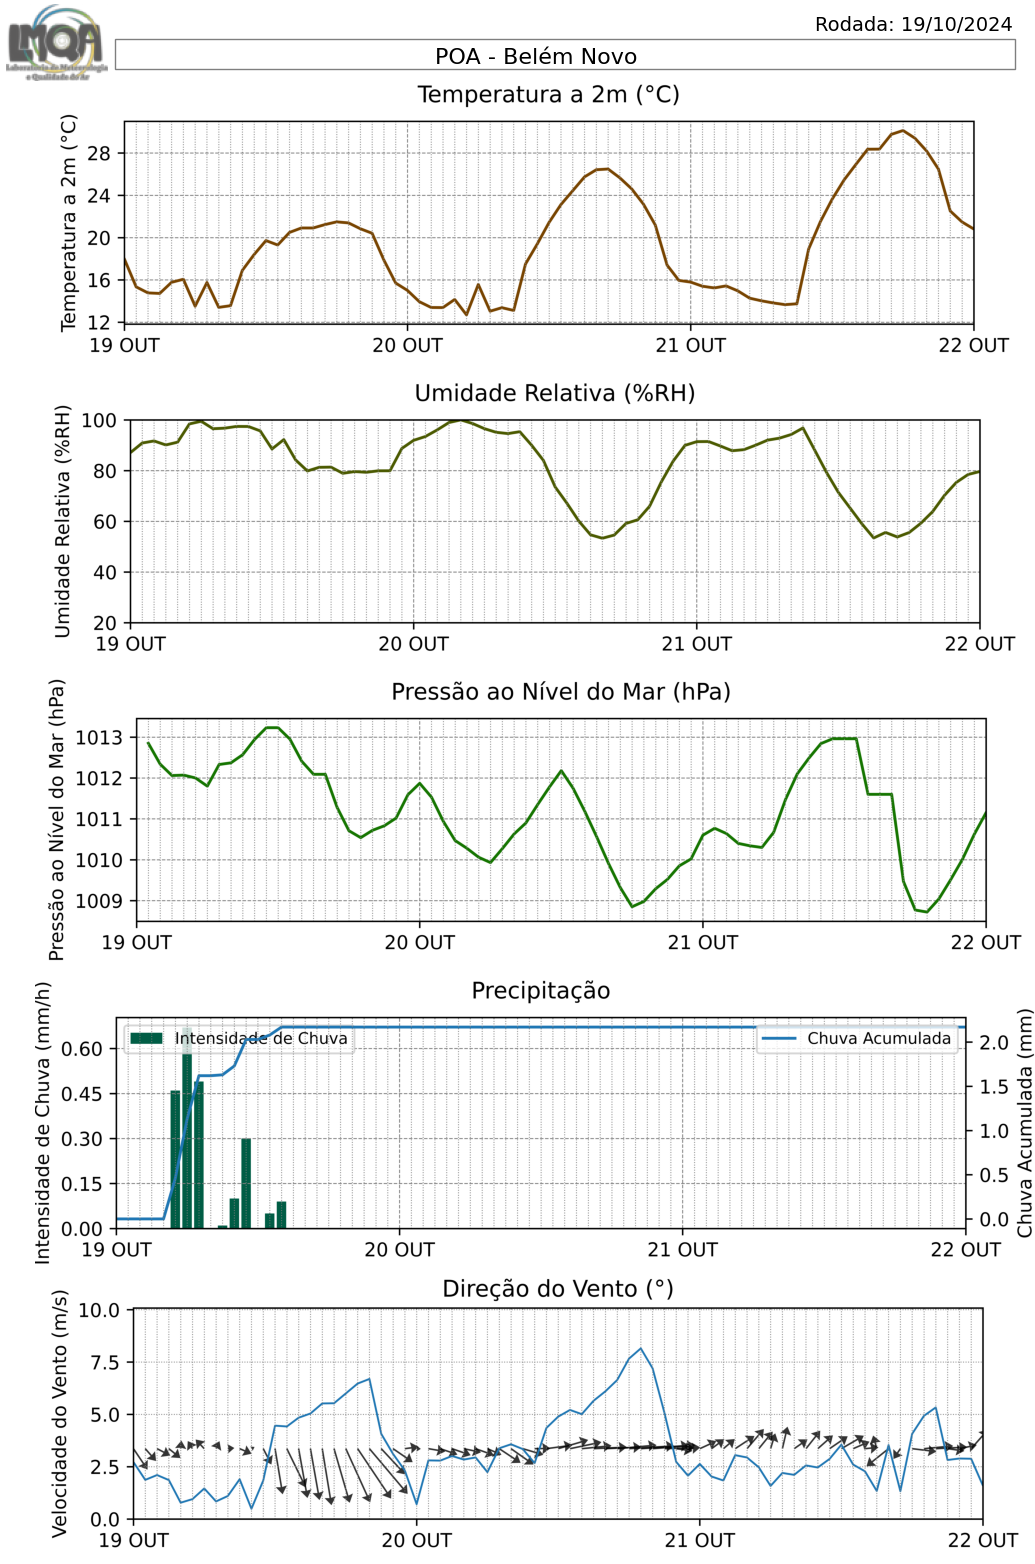 LMQA
Laboratório de Meteorologia
e Qualidade do Ar
Rodada: 19/10/2024
POA - Belém Novo
Temperatura a 2m (°C)
Temperatura a 2m (°C)
28
24
20
16
12
19 OUT 20 OUT 21 OUT 22 OUT
Umidade Relativa (%RH)
Umidade Relativa (%RH)
100
80
60
40
20
19 OUT 20 OUT 21 OUT 22 OUT
Pressão ao Nível do Mar (hPa)
Pressão ao Nível do Mar (hPa)
1013
1012
1011
1010
1009
19 OUT 20 OUT 21 OUT 22 OUT
Precipitação
Intensidade de Chuva (mm/h)
Intensidade de Chuva
Chuva Acumulada
0.60
0.45
0.30
0.15
0.00
2.0
1.5
1.0
0.5
0.0
Chuva Acumulada (mm)
19 OUT 20 OUT 21 OUT 22 OUT
Direção do Vento (°)
Velocidade do Vento (m/s)
10.0
7.5
5.0
2.5
0.0
19 OUT 20 OUT 21 OUT 22 OUT